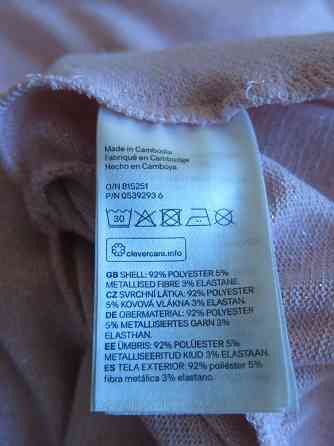 Made in Cambodia
Fabriqué en Cambodge
Hecho en Camboya
O/N 815251
P/N 0539293 6
30
clevercare.info
GB SHELL: 92% POLYESTER 5%
METALLISED FIBRE 3% ELASTANE.
CZ SVRCHNÍ LÁTKA: 92% POLYESTER
5% KOVOVÁ VLÁKNA 3% ELASTAN.
DE OBERMATERIAL: 92% POLYESTER
5% METALLISIERTES GARN 3%
ELASTHAN.
EE ÜMBRIS: 92% POLÜESTER 5%
METALLISEERITUD KIUD 3% ELASTAAN.
ES TELA EXTERIOR: 92% poliéster 5%
fibra metálica 3% elastano.